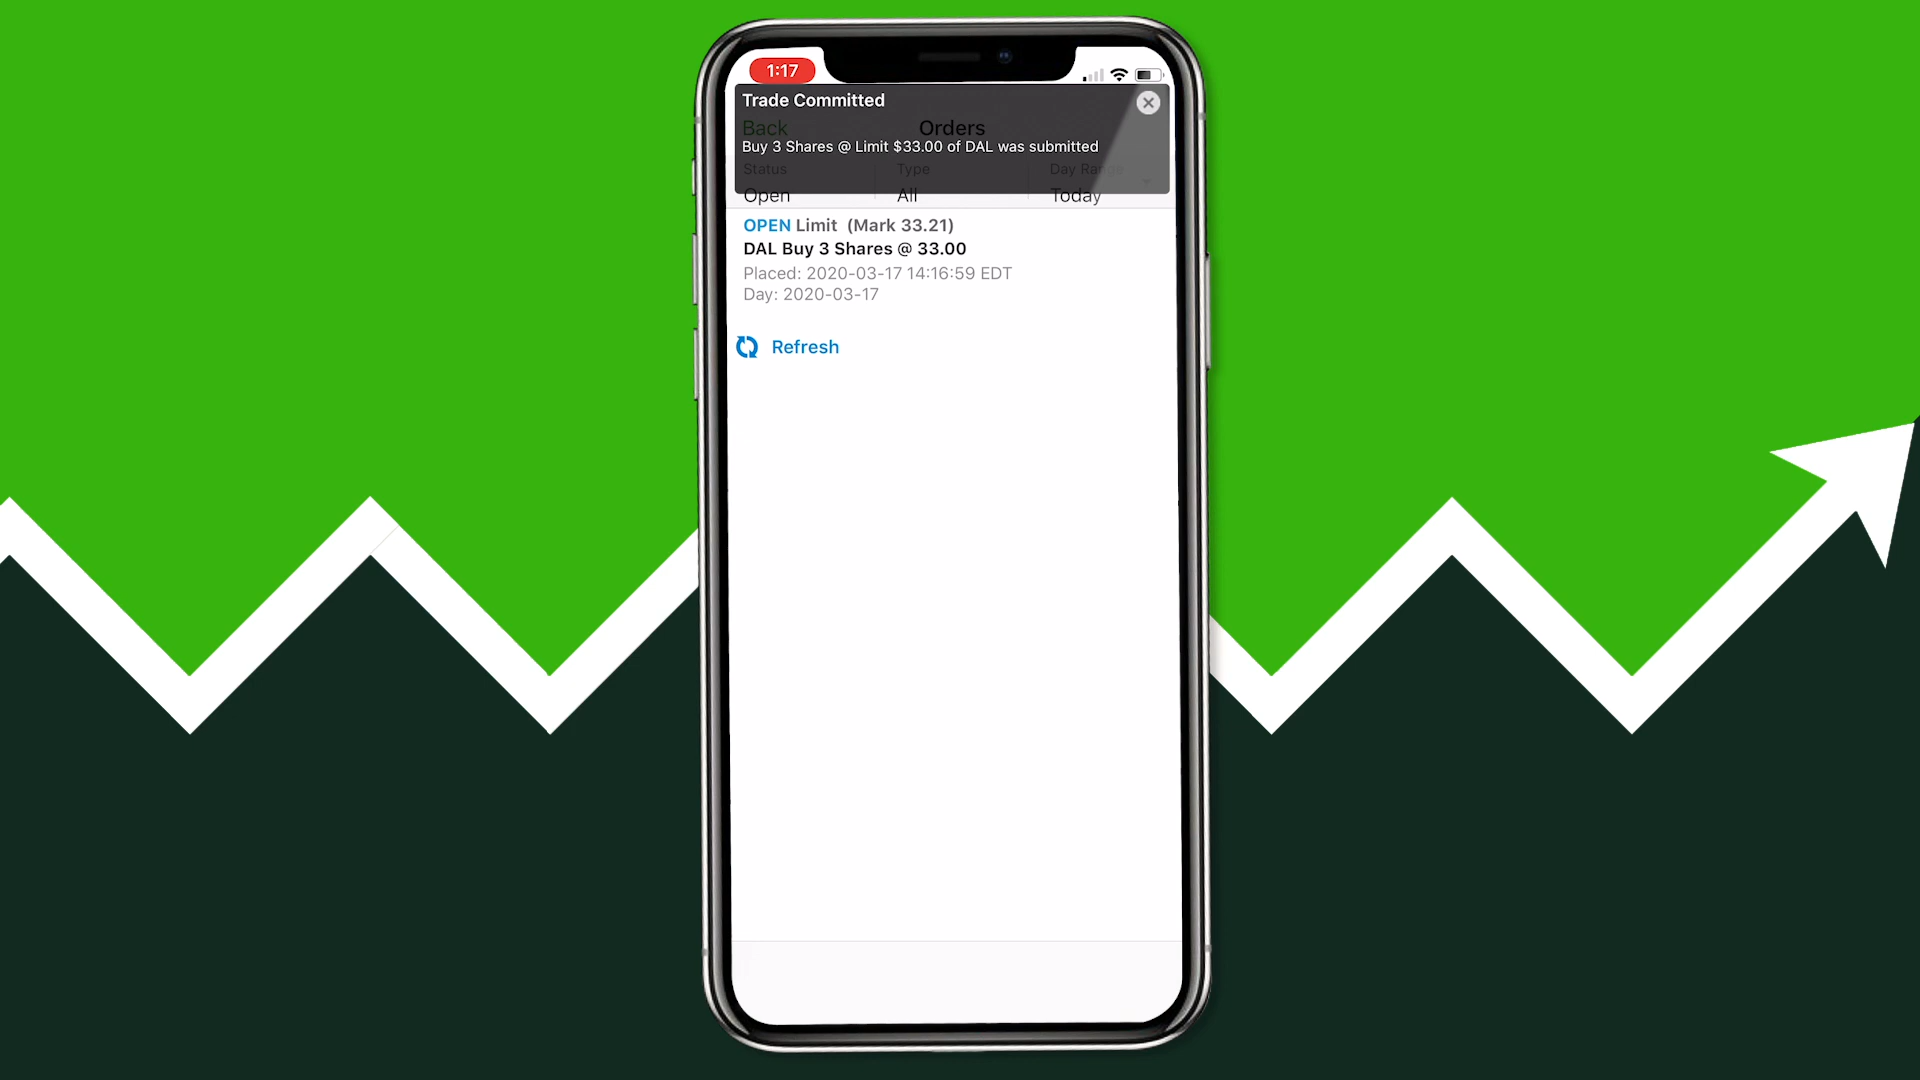 1:17
Trade Committed
Back Orders
Buy 3 Shares @ Limit $33.00 of DAL was submitted
Status Type Day Range
Open All Today
OPEN Limit (Mark 33.21)
DAL Buy 3 Shares @ 33.00
Placed: 2020-03-17 14:16:59 EDT
Day: 2020-03-17
Refresh